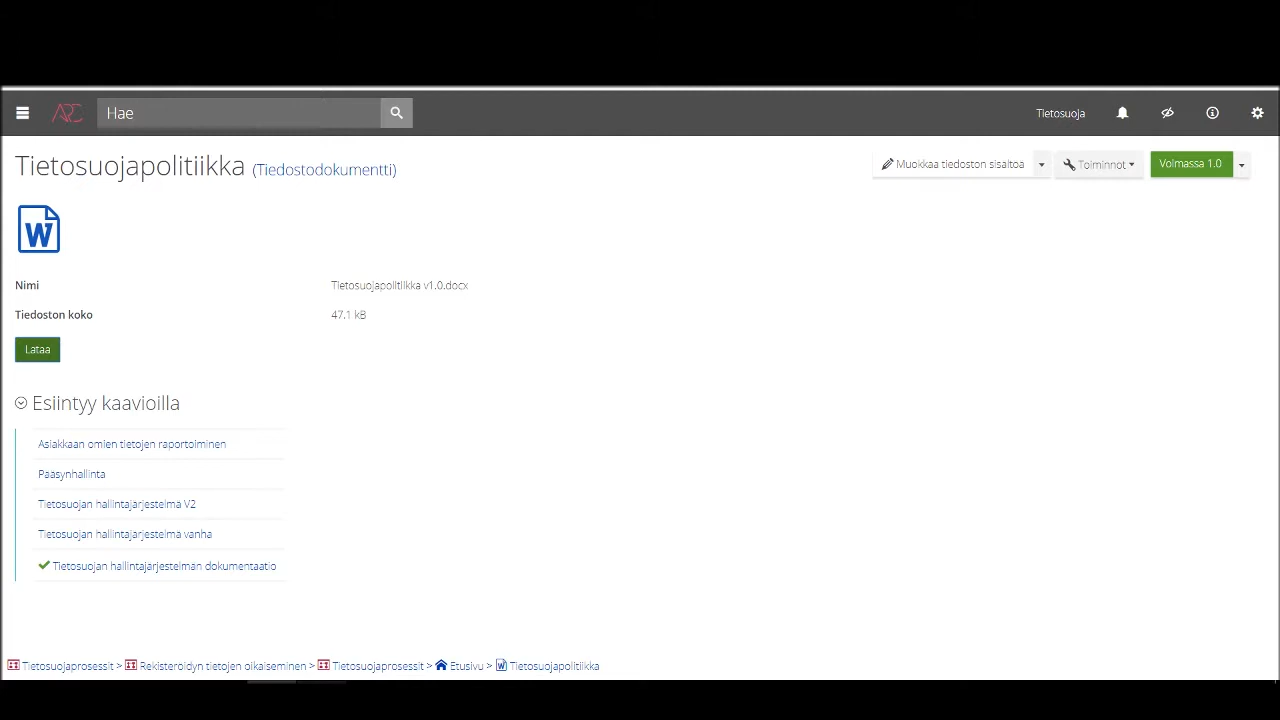 ARC Hae Tietosuoja
Tietosuojapolitiikka (Tiedostodokumentti) Muokkaa tiedoston sisältöä Toiminnot Voimassa 1.0
W
Nimi Tietosuojapolitiikka v1.0.docx
Tiedoston koko 47.1 kB
Lataa
Esiintyy kaavioilla
Asiakkaan omien tietojen raportoiminen
Pääsynhallinta
Tietosuojan hallintajärjestelmä V2
Tietosuojan hallintajärjestelmä vanha
Tietosuojan hallintajärjestelmän dokumentaatio
Tietosuojaprosessit > Rekisteröidyn tietojen oikaiseminen > Tietosuojaprosessit > Etusivu > Tietosuojapolitiikka